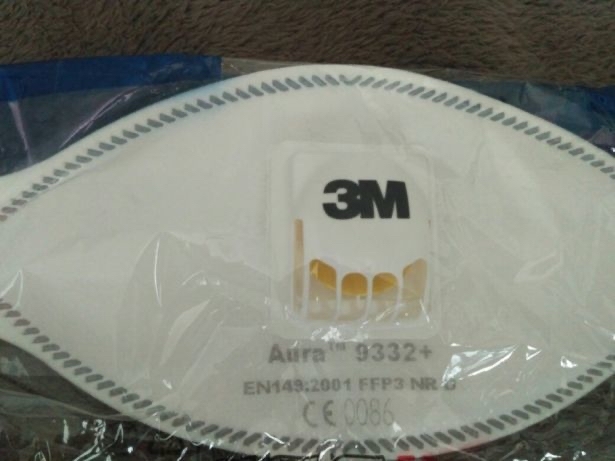 3M
Aura™ 9332+
EN149:2001 FFP3 NR D
CE 0086